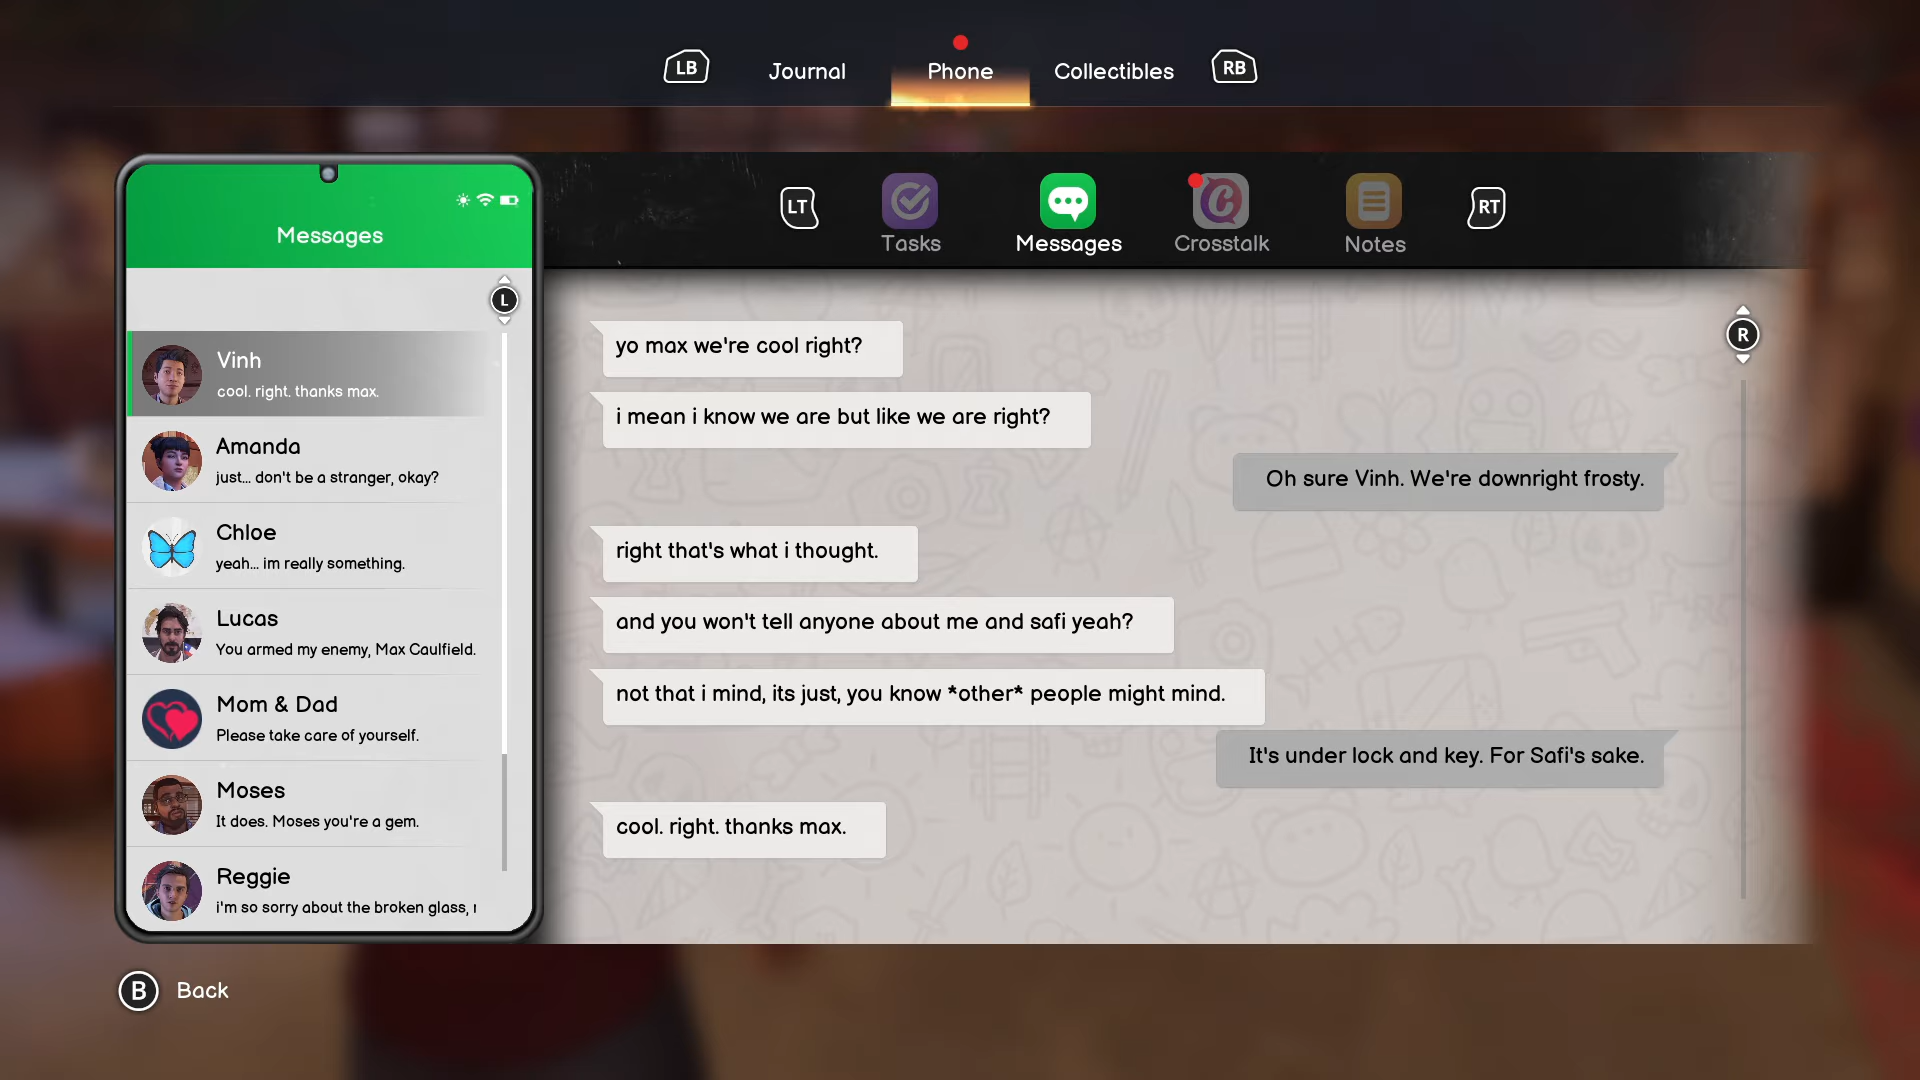 LB
Journal
Phone
Collectibles
RB
Messages
LT
Tasks
Messages
Crosstalk
Notes
RT
L
Vinh
cool. right. thanks max.
Amanda
just... don't be a stranger, okay?
Chloe
yeah... im really something.
Lucas
You armed my enemy, Max Caulfield.
Mom & Dad
Please take care of yourself.
Moses
It does. Moses you're a gem.
Reggie
i'm so sorry about the broken glass,
R
yo max we're cool right?
i mean i know we are but like we are right?
Oh sure Vinh. We're downright frosty.
right that's what i thought.
and you won't tell anyone about me and safi yeah?
not that i mind, its just, you know *other* people might mind.
It's under lock and key. For Safi's sake.
cool. right. thanks max.
B
Back